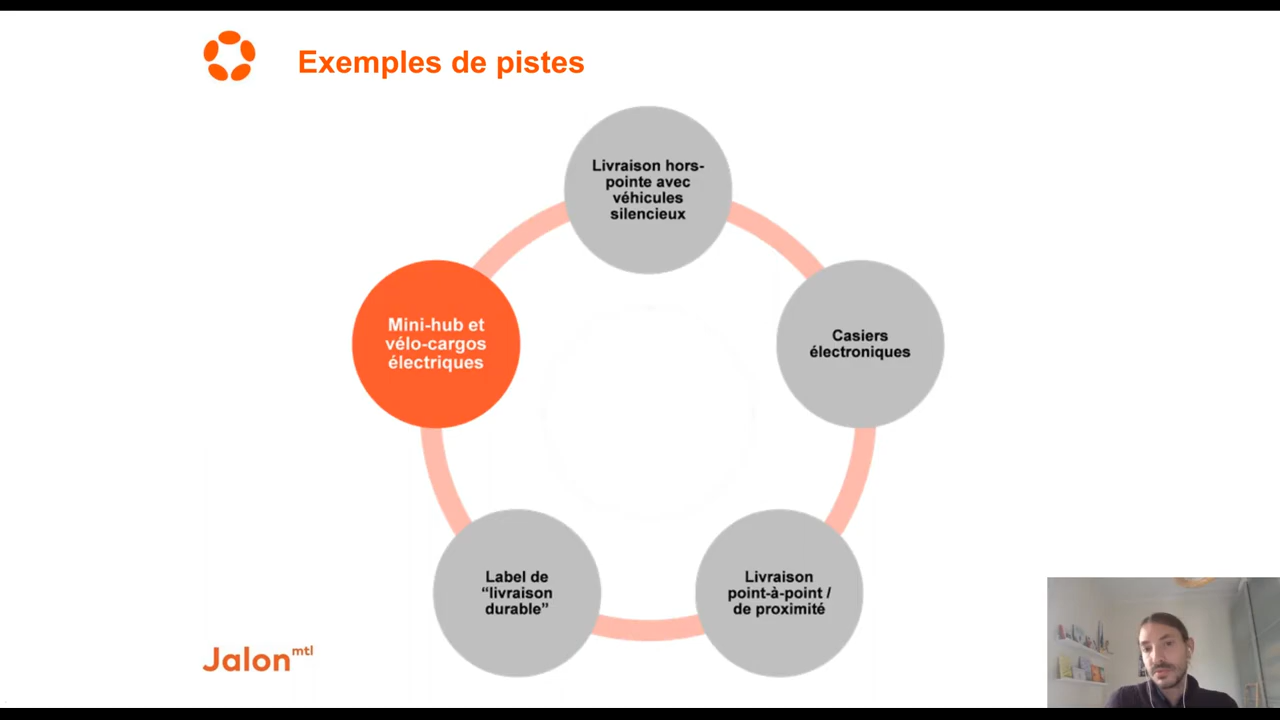 Exemples de pistes
Livraison hors-
pointe avec
véhicules
silencieux
Mini-hub et
vélo-cargos
électriques
Casiers
électroniques
Label de
“livraison
durable”
Livraison
point-à-point /
de proximité
Jalon mtl